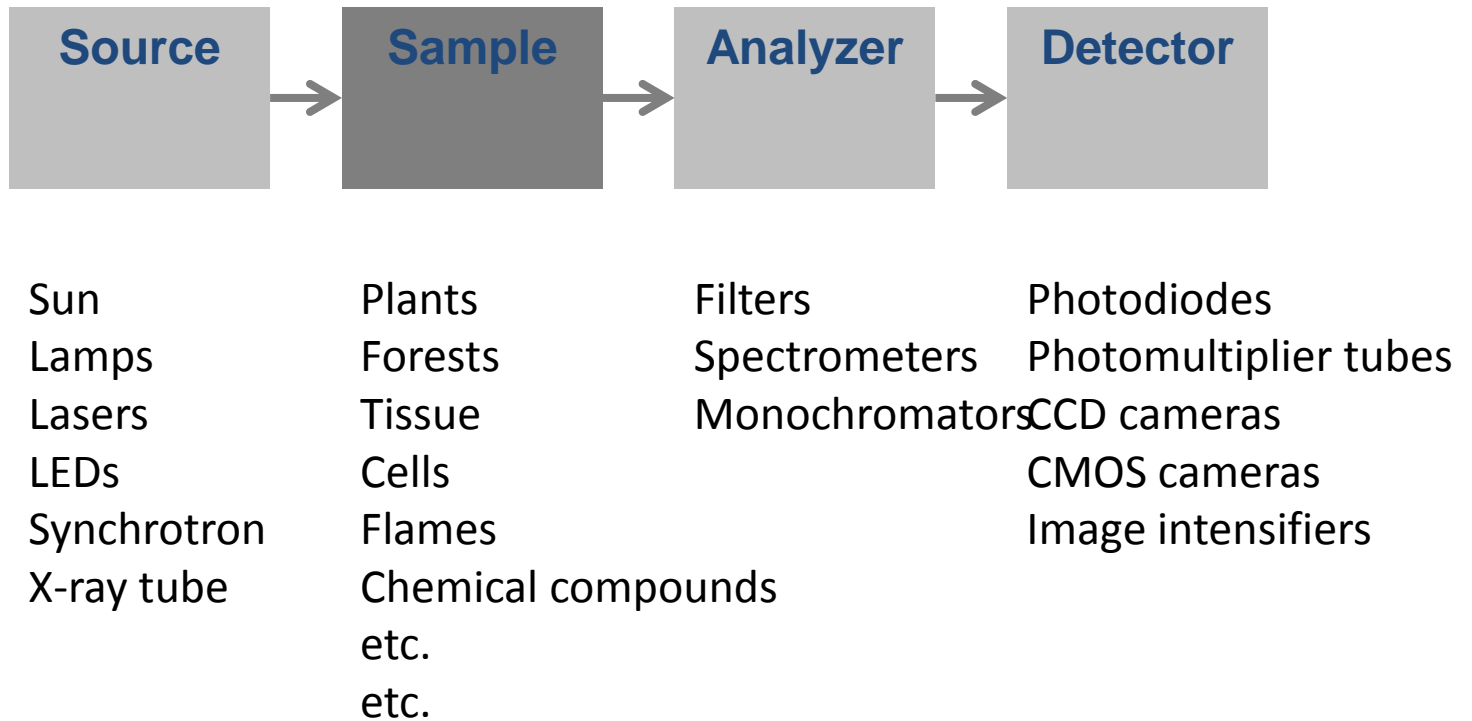 Source
Sample
Analyzer
Detector
Sun
Lamps
Lasers
LEDs
Synchrotron
X-ray tube
Plants
Forests
Tissue
Cells
Flames
Chemical compounds
etc.
etc.
Filters
Spectrometers
Monochromators
Photodiodes
Photomultiplier tubes
CCD cameras
CMOS cameras
Image intensifiers